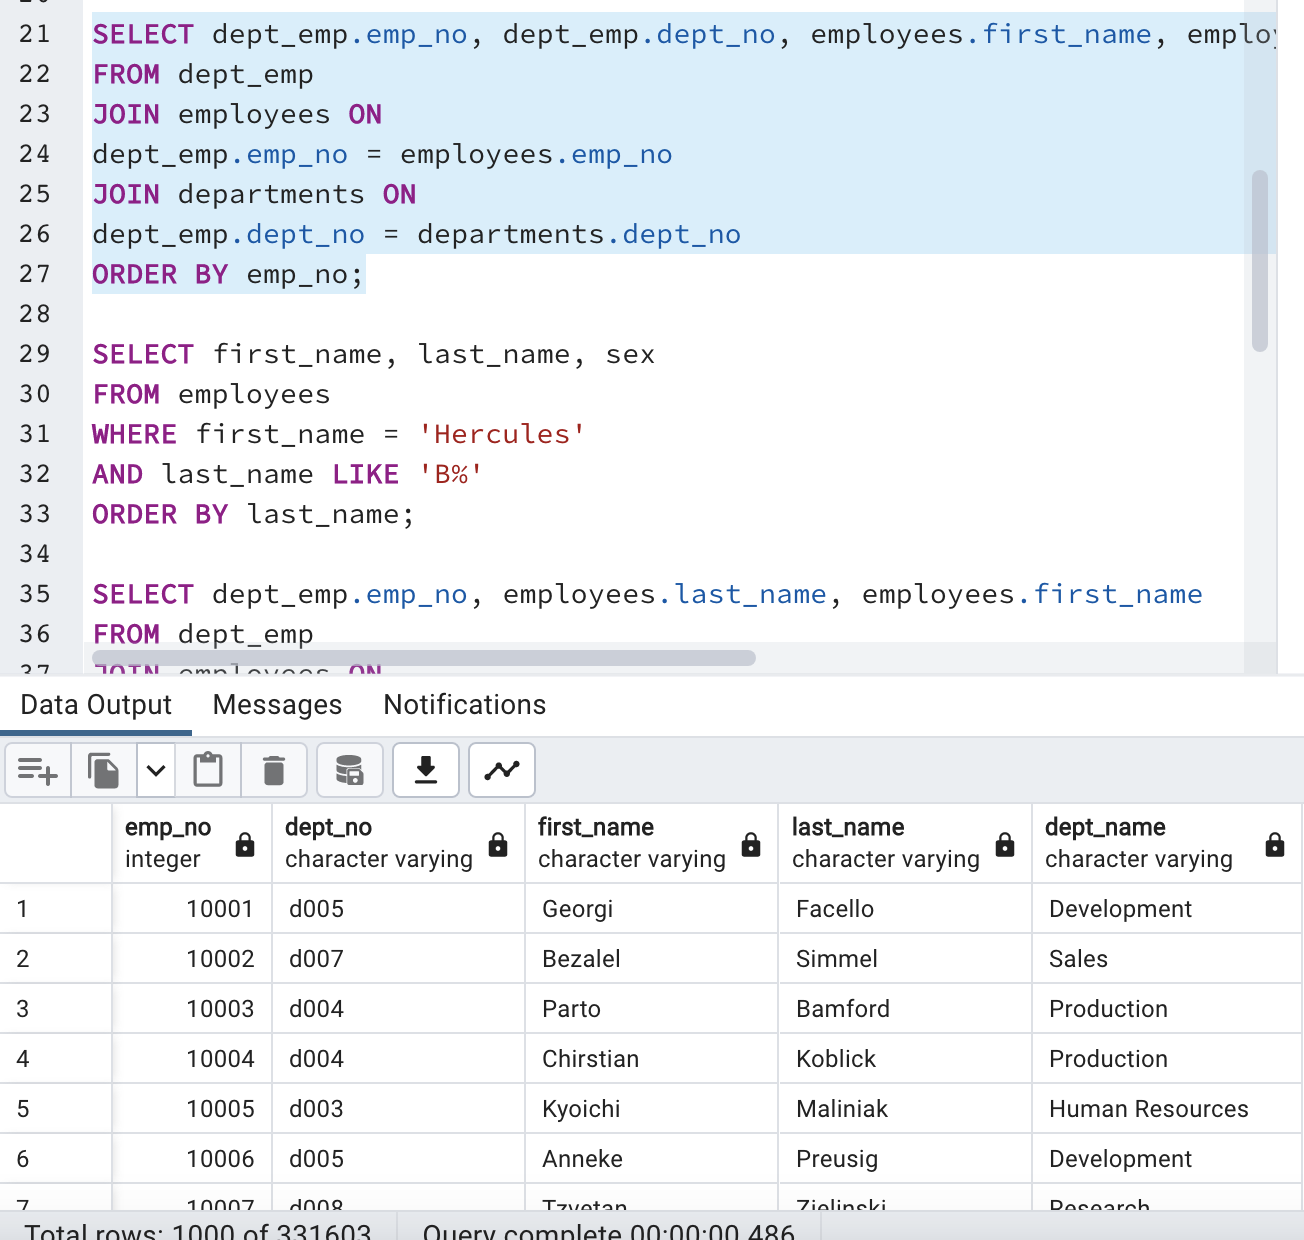 21 SELECT dept_emp.emp_no, dept_emp.dept_no, employees.first_name,
22 FROM dept_emp
23 JOIN employees ON
24 dept_emp.emp_no = employees.emp_no
25 JOIN departments ON
26 dept_emp.dept_no = departments.dept_no
27 ORDER BY emp_no;
28
29 SELECT first_name, last_name, sex
30 FROM employees
31 WHERE first_name = 'Hercules'
32 AND last_name LIKE 'B%'
33 ORDER BY last_name;
34
35 SELECT dept_emp.emp_no, employees.last_name, employees.first_name
36 FROM dept_emp
37 JOIN employees ON
Data Output Messages Notifications
emp_no dept_no first_name last_name dept_name
integer character varying character varying character varying character varying
1 10001 d005 Georgi Facello Development
2 10002 d007 Bezalel Simmel Sales
3 10003 d004 Parto Bamford Production
4 10004 d004 Chirstian Koblick Production
5 10005 d003 Kyoichi Maliniak Human Resources
6 10006 d005 Anneke Preusig Development
7 10007 d008 Tzvetan Zielinski Research
Total rows: 1000 of 331603 Query complete 00:00:00.486